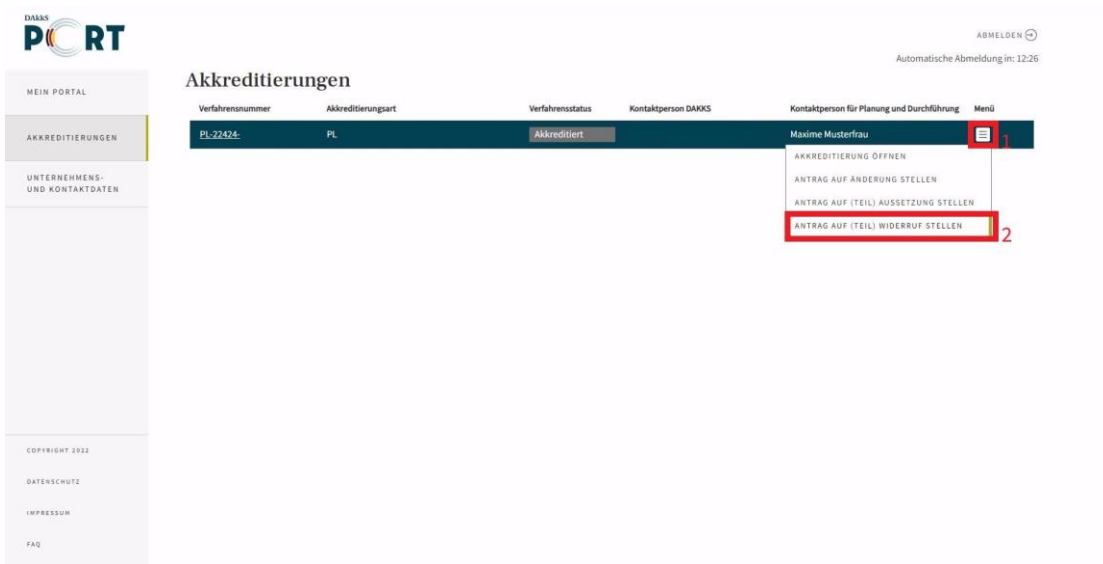 DAkkS
PORT
ABMELDEN
Automatische Abmeldung in: 12:26
MEIN PORTAL
AKKREDITIERUNGEN
UNTERNEHMENS-
UND KONTAKTDATEN
Akkreditierungen
Verfahrensnummer Akkreditierungsart Verfahrensstatus Kontaktperson DAKKS Kontaktperson für Planung und Durchführung Menü
PL-22424- PL Akkreditiert Maxime Musterfrau 1
AKKREDITIERUNG ÖFFNEN
ANTRAG AUF ÄNDERUNG STELLEN
ANTRAG AUF (TEIL) AUSSETZUNG STELLEN
ANTRAG AUF (TEIL) WIDERRUF STELLEN 2
COPYRIGHT 2022
DATENSCHUTZ
IMPRESSUM
FAQ